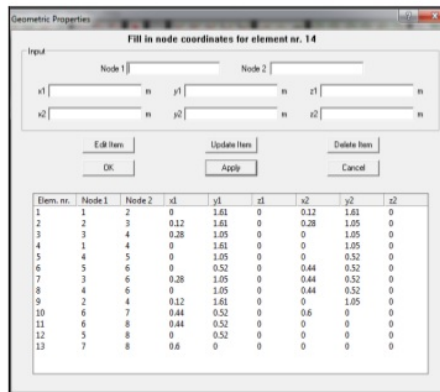 Geometric Properties
Fill in node coordinates for element nr. 14
Input
Node 1 Node 2
x1 m y1 m z1 m
x2 m y2 m z2 m
Edit Item Update Item Delete Item
OK Apply Cancel
Elem. nr. Node 1 Node 2 x1 y1 z1 x2 y2 z2
1 1 2 0 1.61 0 0.12 1.61 0
2 2 3 0.12 1.61 0 0.28 1.05 0
3 3 4 0.28 1.05 0 0 1.05 0
4 1 4 0 1.61 0 0 1.05 0
5 4 5 0 1.05 0 0 0.52 0
6 5 6 0 0.52 0 0.44 0.52 0
7 3 6 0.28 1.05 0 0.44 0.52 0
8 4 6 0 1.05 0 0.44 0.52 0
9 2 4 0.12 1.61 0 0 1.05 0
10 6 7 0.44 0.52 0 0.6 0 0
11 6 8 0.44 0.52 0 0 0 0
12 5 8 0 0.52 0 0 0 0
13 7 8 0.6 0 0 0 0 0